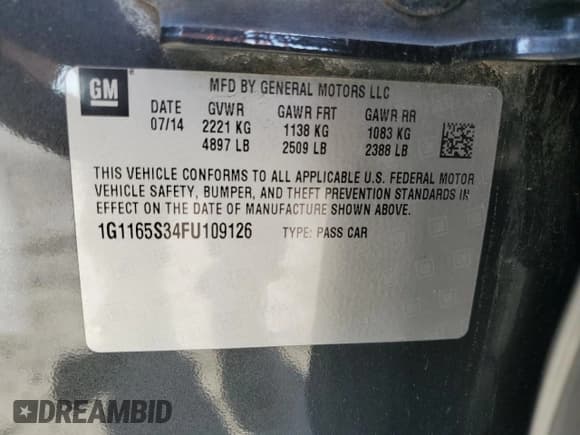 GM
MFD BY GENERAL MOTORS LLC
DATE GVWR GAWR FRT GAWR RR
07/14 2221 KG 1138 KG 1083 KG
4897 LB 2509 LB 2388 LB
THIS VEHICLE CONFORMS TO ALL APPLICABLE U.S. FEDERAL MOTOR
VEHICLE SAFETY, BUMPER, AND THEFT PREVENTION STANDARDS IN
EFFECT ON THE DATE OF MANUFACTURE SHOWN ABOVE.
1G1165S34FU109126 TYPE: PASS CAR
DREAMBID